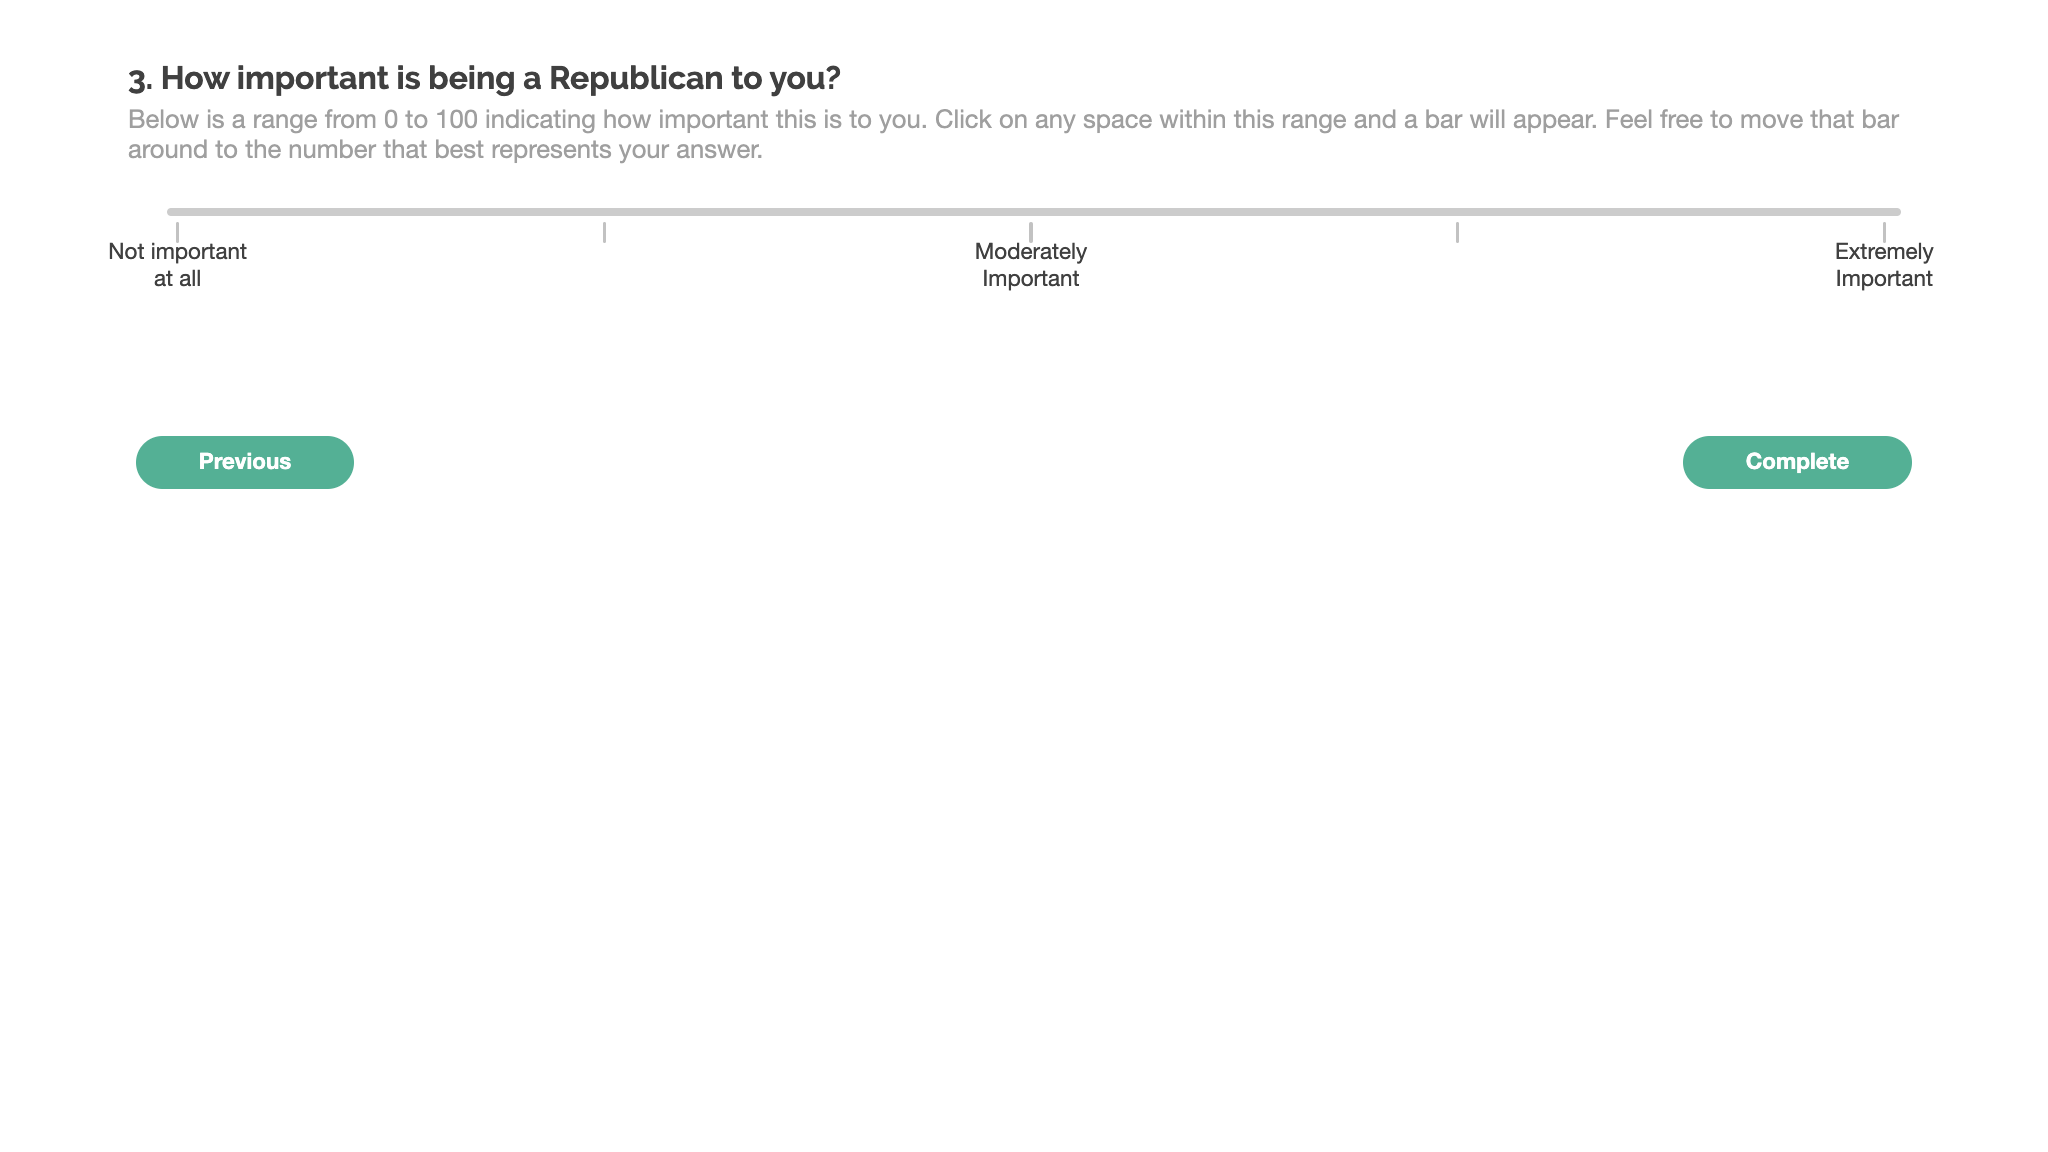 3. How important is being a Republican to you?
Below is a range from 0 to 100 indicating how important this is to you. Click on any space within this range and a bar will appear. Feel free to move that bar
around to the number that best represents your answer.
Not important
at all
Moderately
Important
Extremely
Important
Previous
Complete